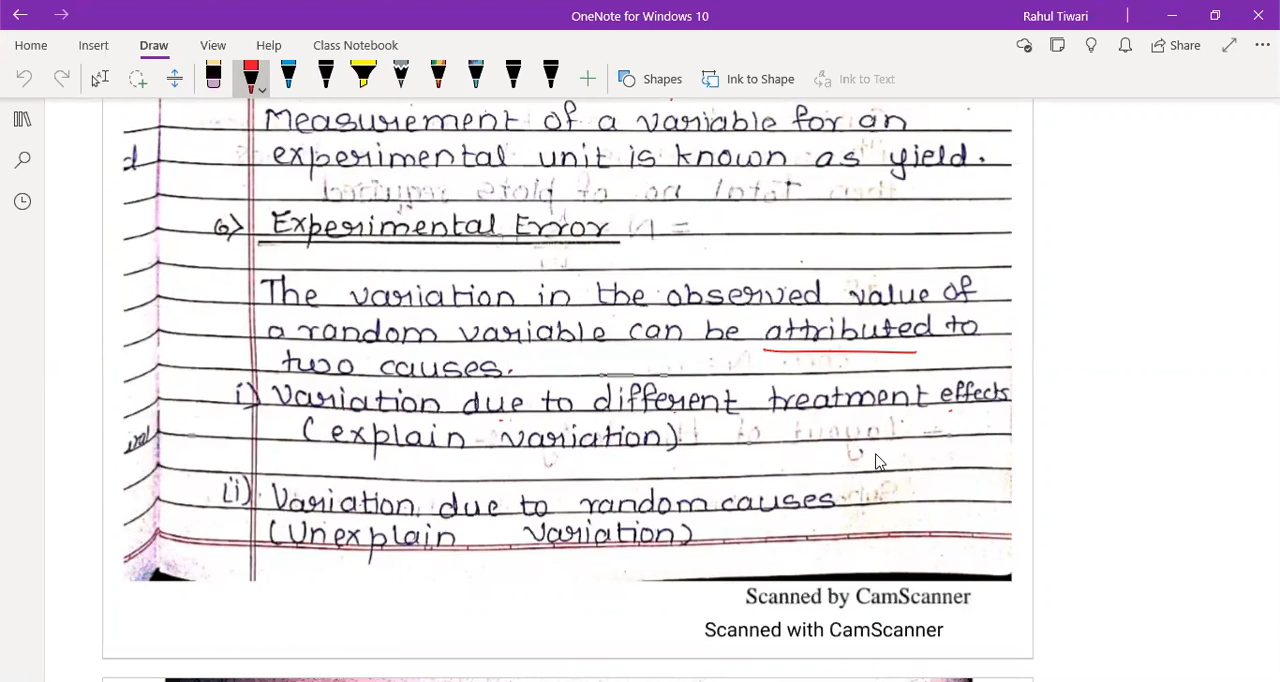 OneNote for Windows 10
Rahul Tiwari
Home Insert Draw View Help Class Notebook
Share
Shapes Ink to Shape Ink to Text
Measurement of a variable for an
d experimental unit is known as yield.
6) Experimental Error
The variation in the observed value of
a random variable can be attributed to
two causes.
i) Variation due to different treatment effects
(explain variation)
ii) Variation due to random causes
(Unexplain variation)
Scanned by CamScanner
Scanned with CamScanner